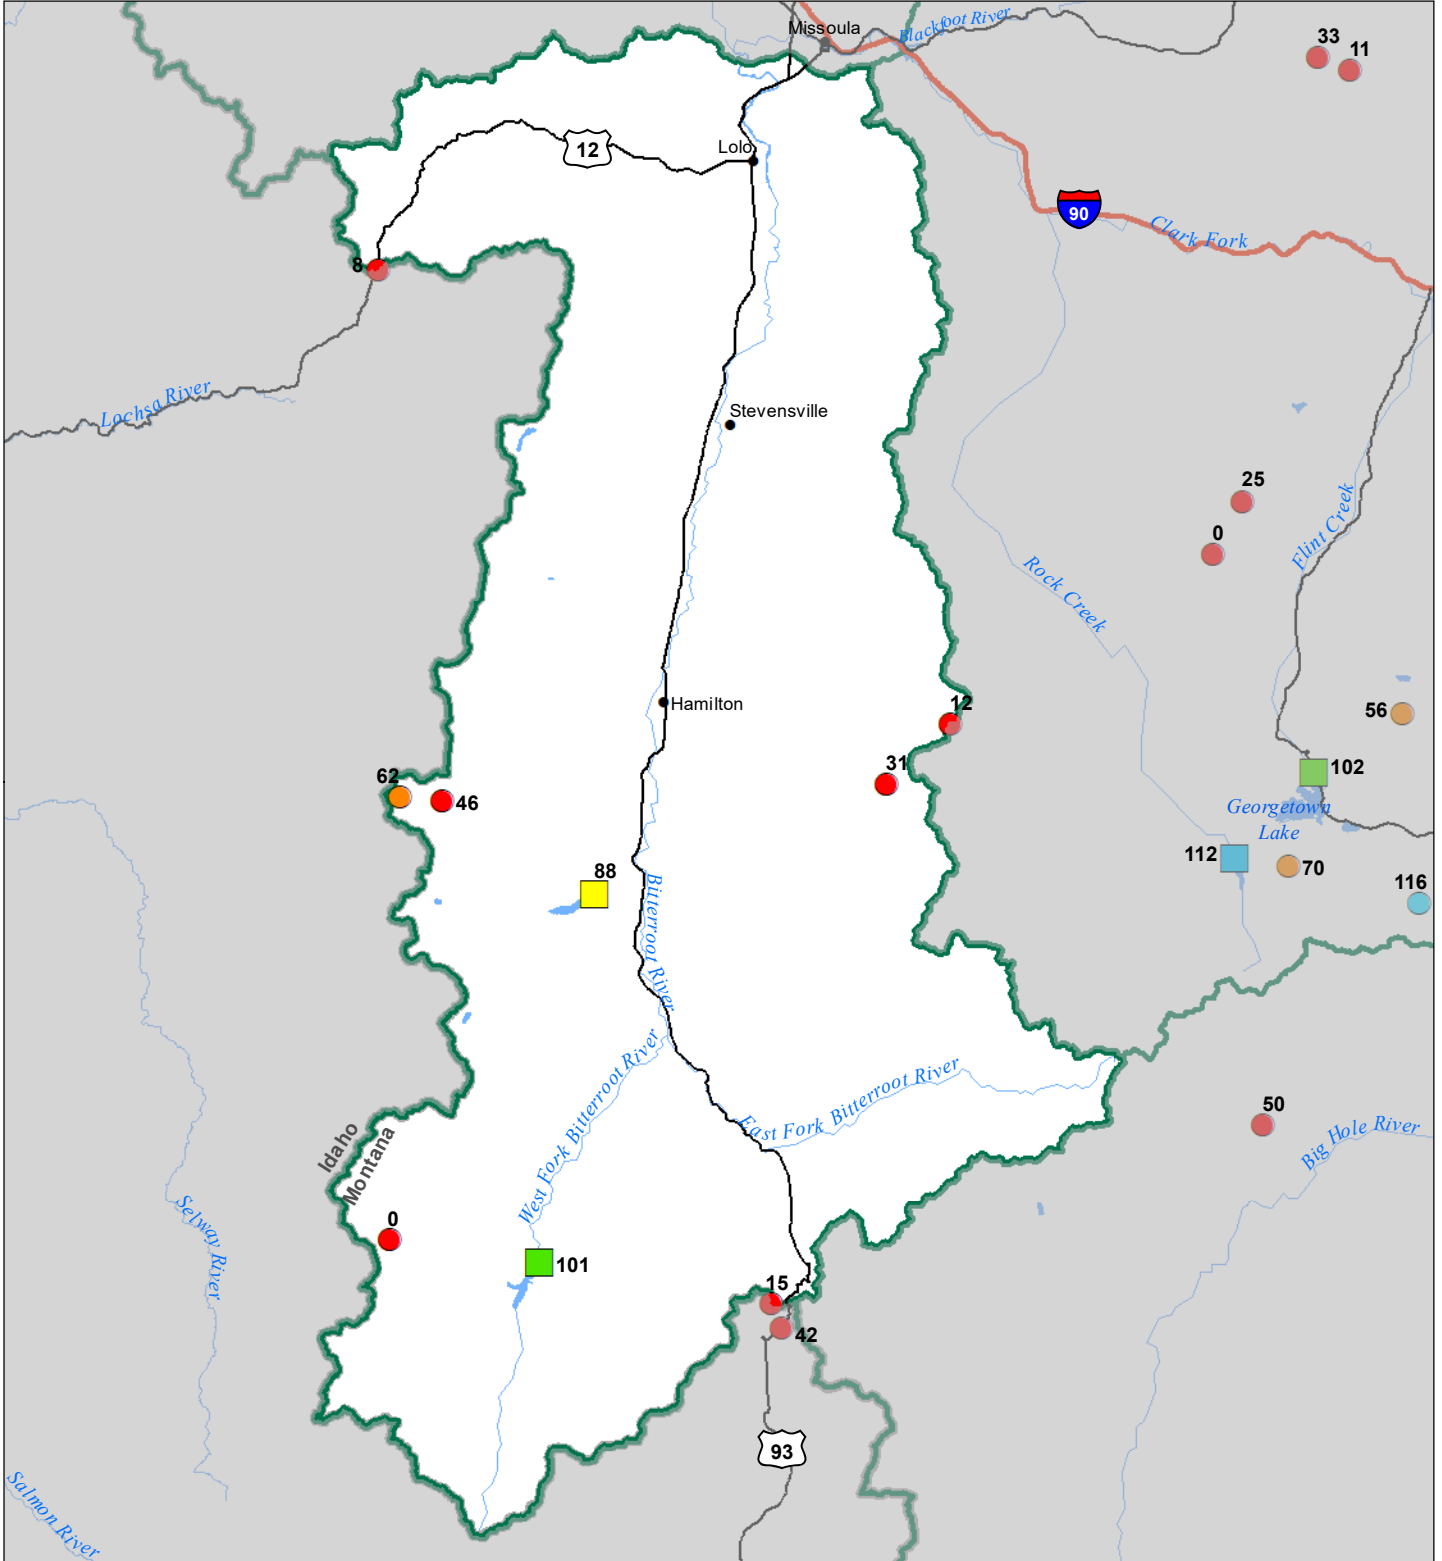 Missoula
Blackfoot River
33
11
12
Lolo
90
Clark Fork
8
Lochsa River
Stevensville
25
0
Flint Creek
Rock Creek
Hamilton
12
56
31
62
46
102
Georgetown
Lake
88
112
70
116
Bitterroot River
West Fork Bitterroot River
East Fork Bitterroot River
50
Big Hole River
Idaho
Montana
Selway River
0
101
15
42
93
Salmon River